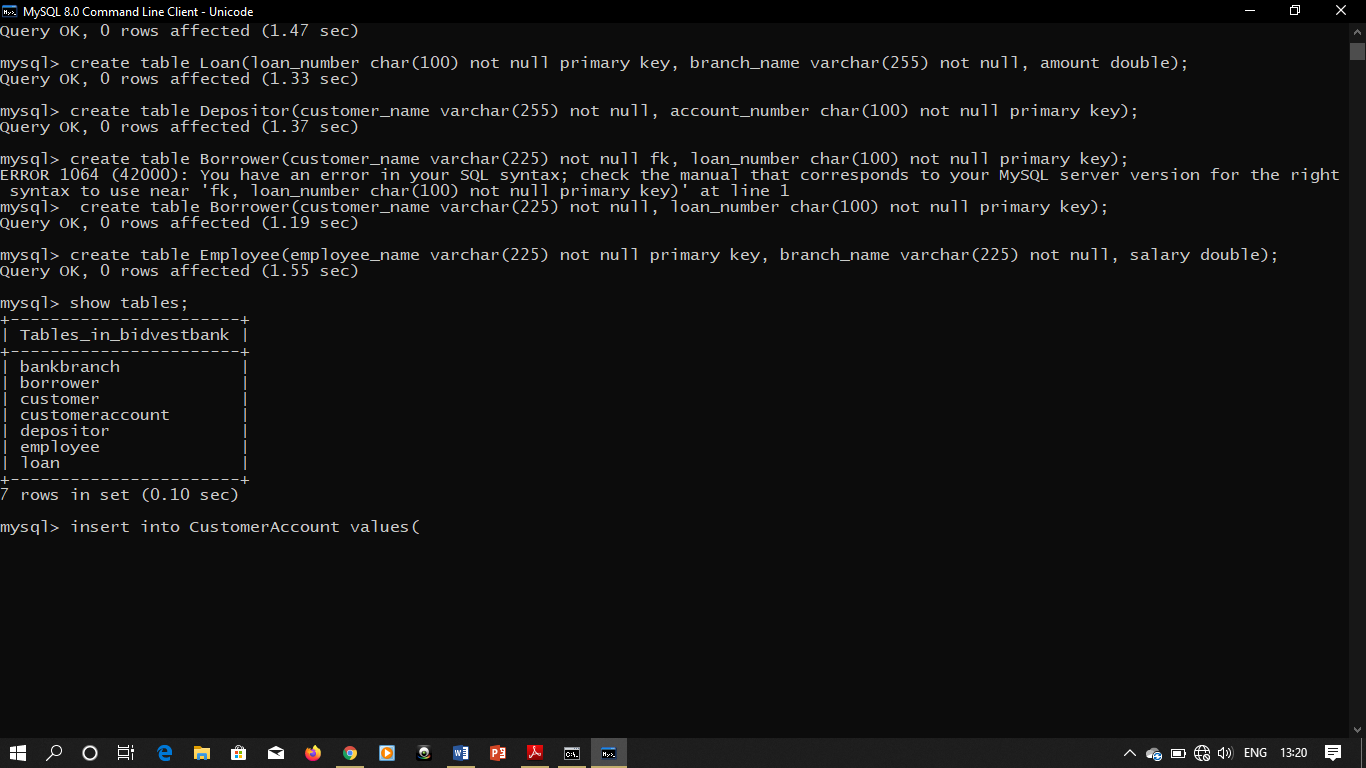 MySQL 8.0 Command Line Client - Unicode
Query OK, 0 rows affected (1.47 sec)
mysql> create table Loan(loan_number char(100) not null primary key, branch_name varchar(255) not null, amount double);
Query OK, 0 rows affected (1.33 sec)
mysql> create table Depositor(customer_name varchar(255) not null, account_number char(100) not null primary key);
Query OK, 0 rows affected (1.37 sec)
mysql> create table Borrower(customer_name varchar(225) not null fk, loan_number char(100) not null primary key);
ERROR 1064 (42000): You have an error in your SQL syntax; check the manual that corresponds to your MySQL server version for the right
 syntax to use near 'fk, loan_number char(100) not null primary key)' at line 1
mysql>  create table Borrower(customer_name varchar(225) not null, loan_number char(100) not null primary key);
Query OK, 0 rows affected (1.19 sec)
mysql> create table Employee(employee_name varchar(225) not null primary key, branch_name varchar(225) not null, salary double);
Query OK, 0 rows affected (1.55 sec)
mysql> show tables;
+-----------------------+
| Tables_in_bidvestbank |
+-----------------------+
| bankbranch            |
| borrower              |
| customer              |
| customeraccount       |
| depositor             |
| employee              |
| loan                  |
+-----------------------+
7 rows in set (0.10 sec)
mysql> insert into CustomerAccount values(
ENG 13:20